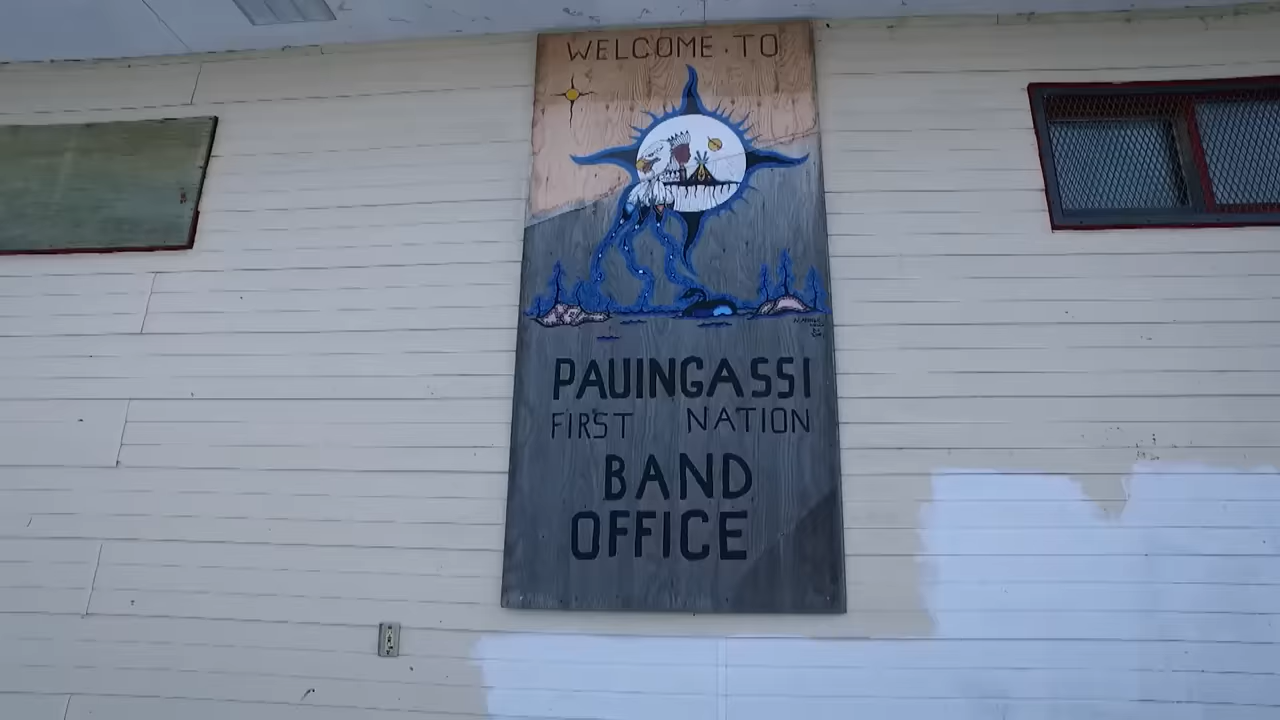 WELCOME TO
PAUINGASSI
FIRST NATION
BAND
OFFICE